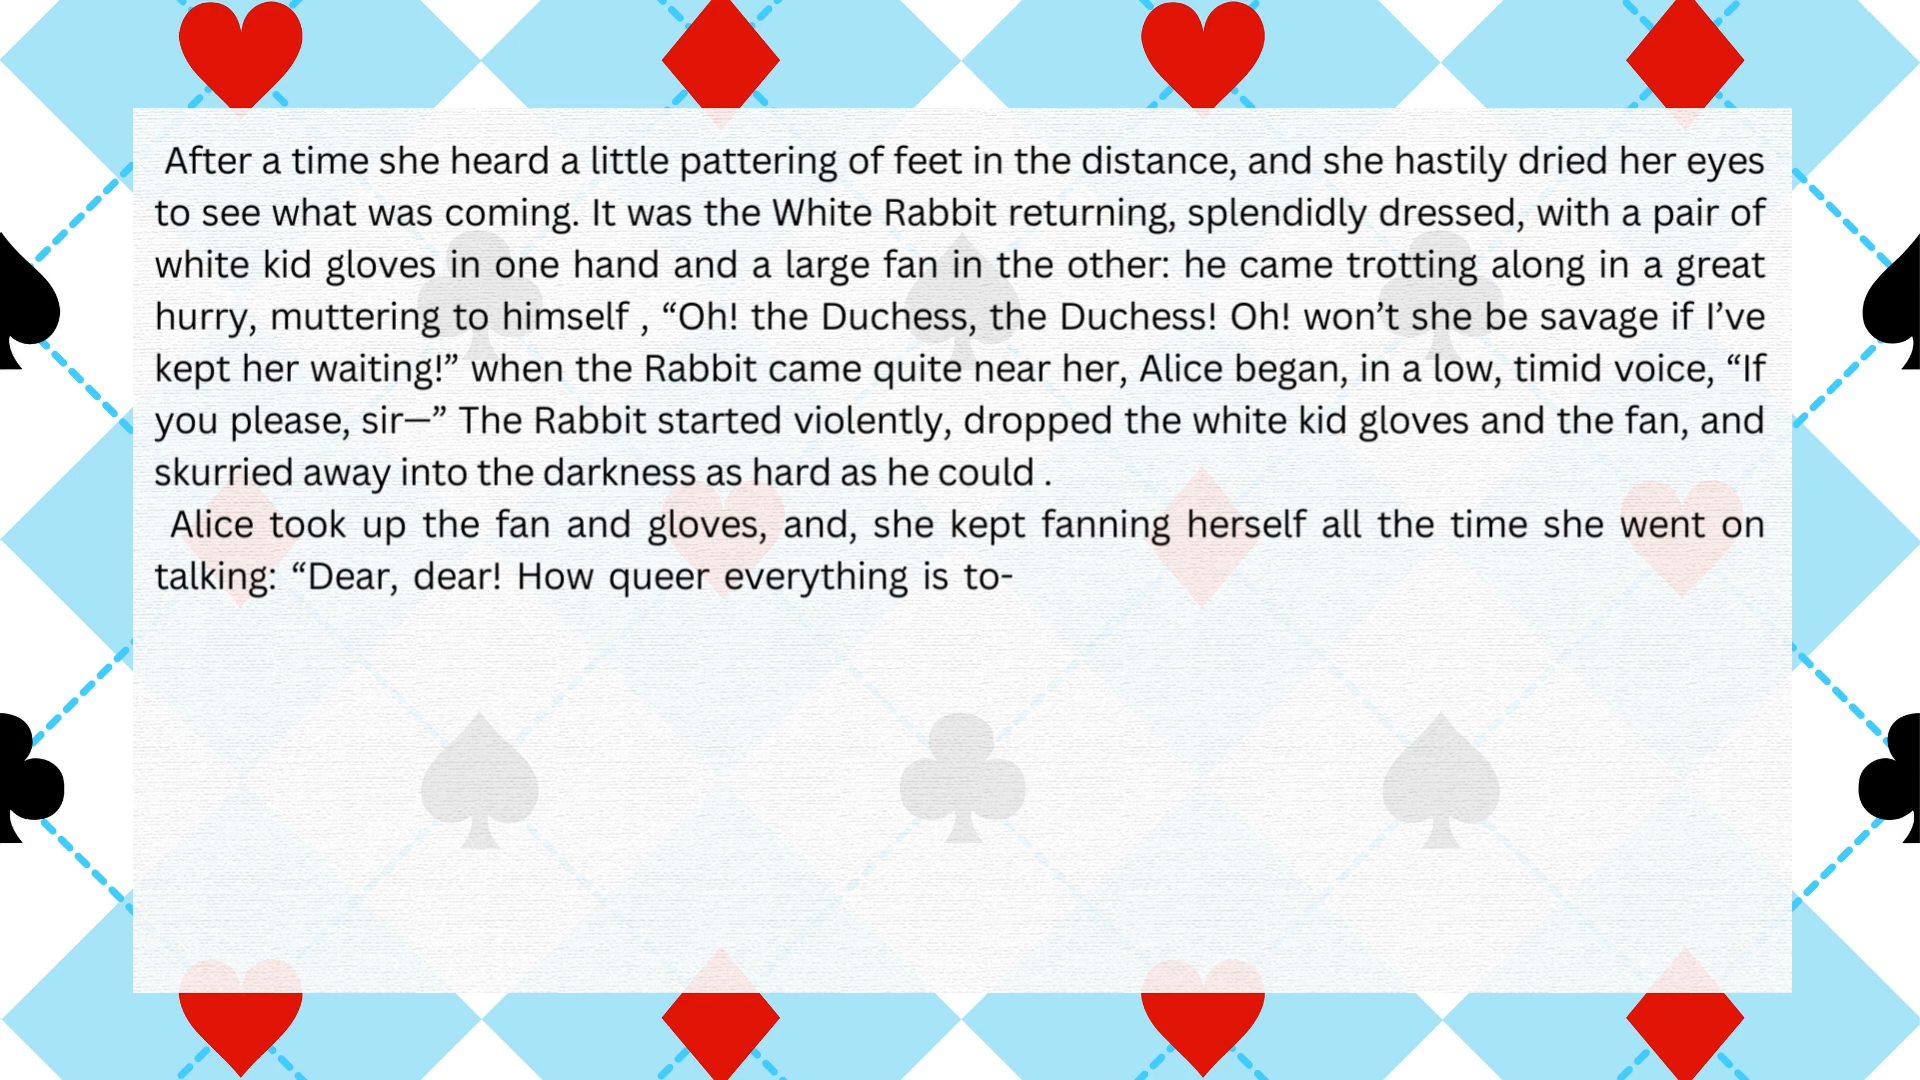 After a time she heard a little pattering of feet in the distance, and she hastily dried her eyes
to see what was coming. It was the White Rabbit returning, splendidly dressed, with a pair of
white kid gloves in one hand and a large fan in the other: he came trotting along in a great
hurry, muttering to himself , “Oh! the Duchess, the Duchess! Oh! won’t she be savage if I’ve
kept her waiting!” when the Rabbit came quite near her, Alice began, in a low, timid voice, “If
you please, sir—” The Rabbit started violently, dropped the white kid gloves and the fan, and
skurried away into the darkness as hard as he could .
Alice took up the fan and gloves, and, she kept fanning herself all the time she went on
talking: “Dear, dear! How queer everything is to-